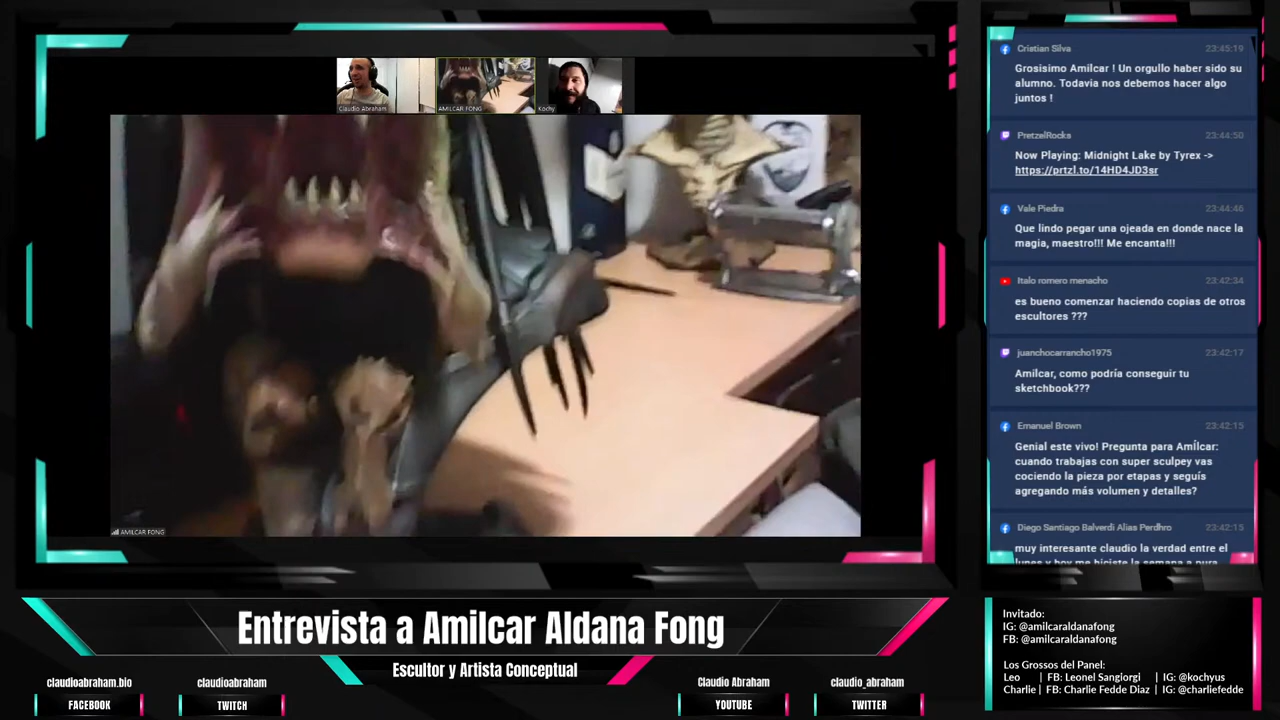 Claudio Abraham
AMILCAR FONG
Kochy
AMILCAR FONG
Cristian Silva 23:45:19
Grosisimo Amilcar ! Un orgullo haber sido su
alumno. Todavia nos debemos hacer algo
juntos !
PretzelRocks 23:44:50
Now Playing: Midnight Lake by Tyrex ->
https://prtzl.to/14HD4JD3sr
Vale Piedra 23:44:46
Que lindo pegar una ojeada en donde nace la
magia, maestro!!! Me encanta!!!
Italo romero menacho 23:42:34
es bueno comenzar haciendo copias de otros
escultores ???
juanchocarrancho1975 23:42:17
Amilcar, como podría conseguir tu
sketchbook???
Emanuel Brown 23:42:15
Genial este vivo! Pregunta para AmÍlcar:
cuando trabajas con super sculpey vas
cociendo la pieza por etapas y seguís
agregando más volumen y detalles?
Diego Santiago Balverdi Alias Perdhro 23:42:15
muy interesante claudio la verdad entre el
lunes y hoy me hiciste la semana a pura
Entrevista a Amilcar Aldana Fong
Escultor y Artista Conceptual
claudioabraham.bio
FACEBOOK
claudioabraham
TWITCH
Claudio Abraham
YOUTUBE
claudio_abraham
TWITTER
Invitado:
IG: @amilcaraldanafong
FB: @amilcaraldanafong
Los Grossos del Panel:
Leo | FB: Leonel Sangiorgi | IG: @kochyus
Charlie | FB: Charlie Fedde Diaz | IG: @charliefedde